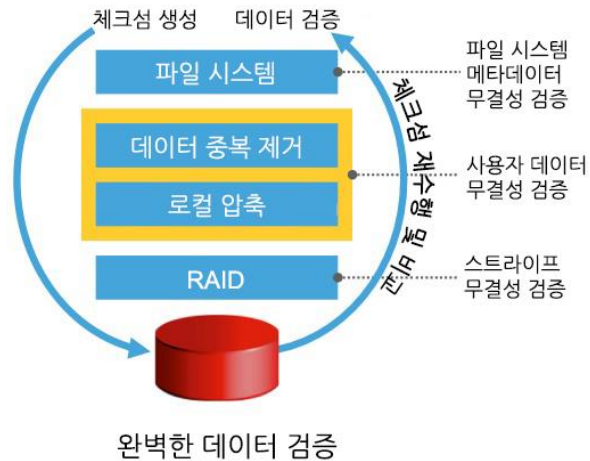 체크섬 생성
데이터 검증
파일 시스템
데이터 중복 제거
로컬 압축
RAID
체크섬 재수행 및 비교
파일 시스템
메타데이터
무결성 검증
사용자 데이터
무결성 검증
스트라이프
무결성 검증
완벽한 데이터 검증